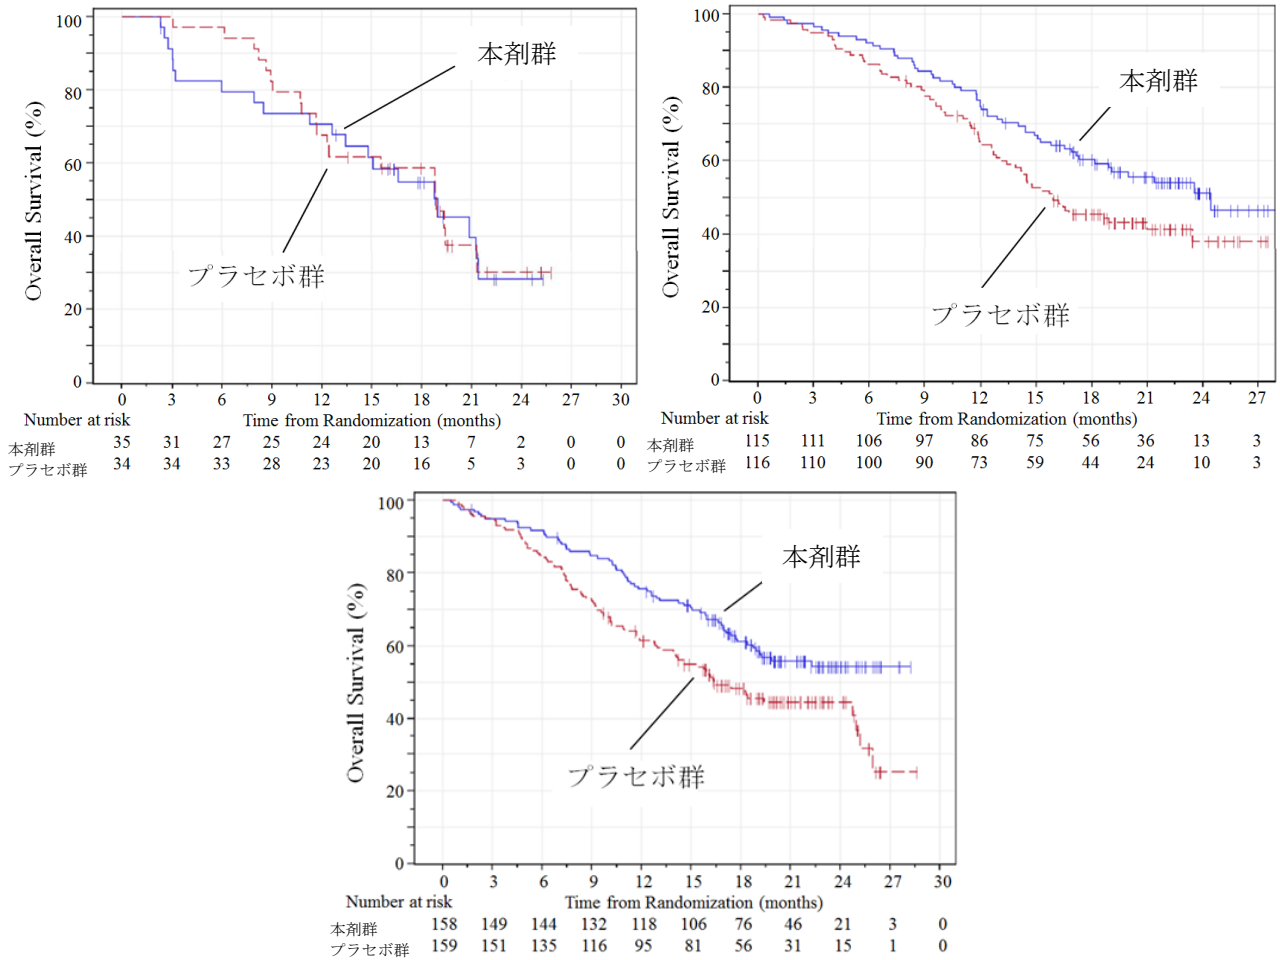 Overall Survival (%)
100
80
60
40
20
0
本剤群
プラセボ群
0 3 6 9 12 15 18 21 24 27 30
Number at risk
Time from Randomization (months)
本剤群 35 31 27 25 24 20 13 7 2 0 0
プラセボ群 34 34 33 28 23 20 16 5 3 0 0
Overall Survival (%)
100
80
60
40
20
0
本剤群
プラセボ群
0 3 6 9 12 15 18 21 24 27
Number at risk
Time from Randomization (months)
本剤群 115 111 106 97 86 75 56 36 13 3
プラセボ群 116 110 100 90 73 59 44 24 10 3
Overall Survival (%)
100
80
60
40
20
0
本剤群
プラセボ群
0 3 6 9 12 15 18 21 24 27 30
Number at risk
Time from Randomization (months)
本剤群 158 149 144 132 118 106 76 46 21 3 0
プラセボ群 159 151 135 116 95 81 56 31 15 1 0